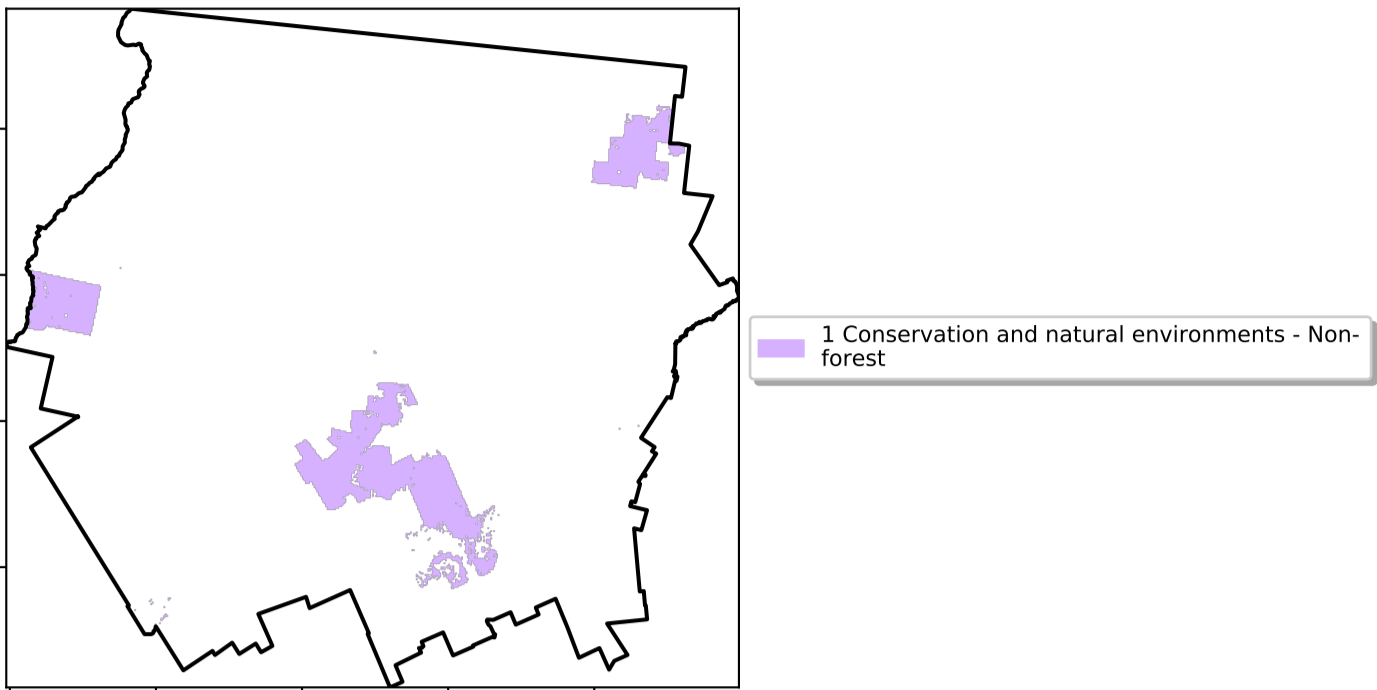 1 Conservation and natural environments - Non-
forest